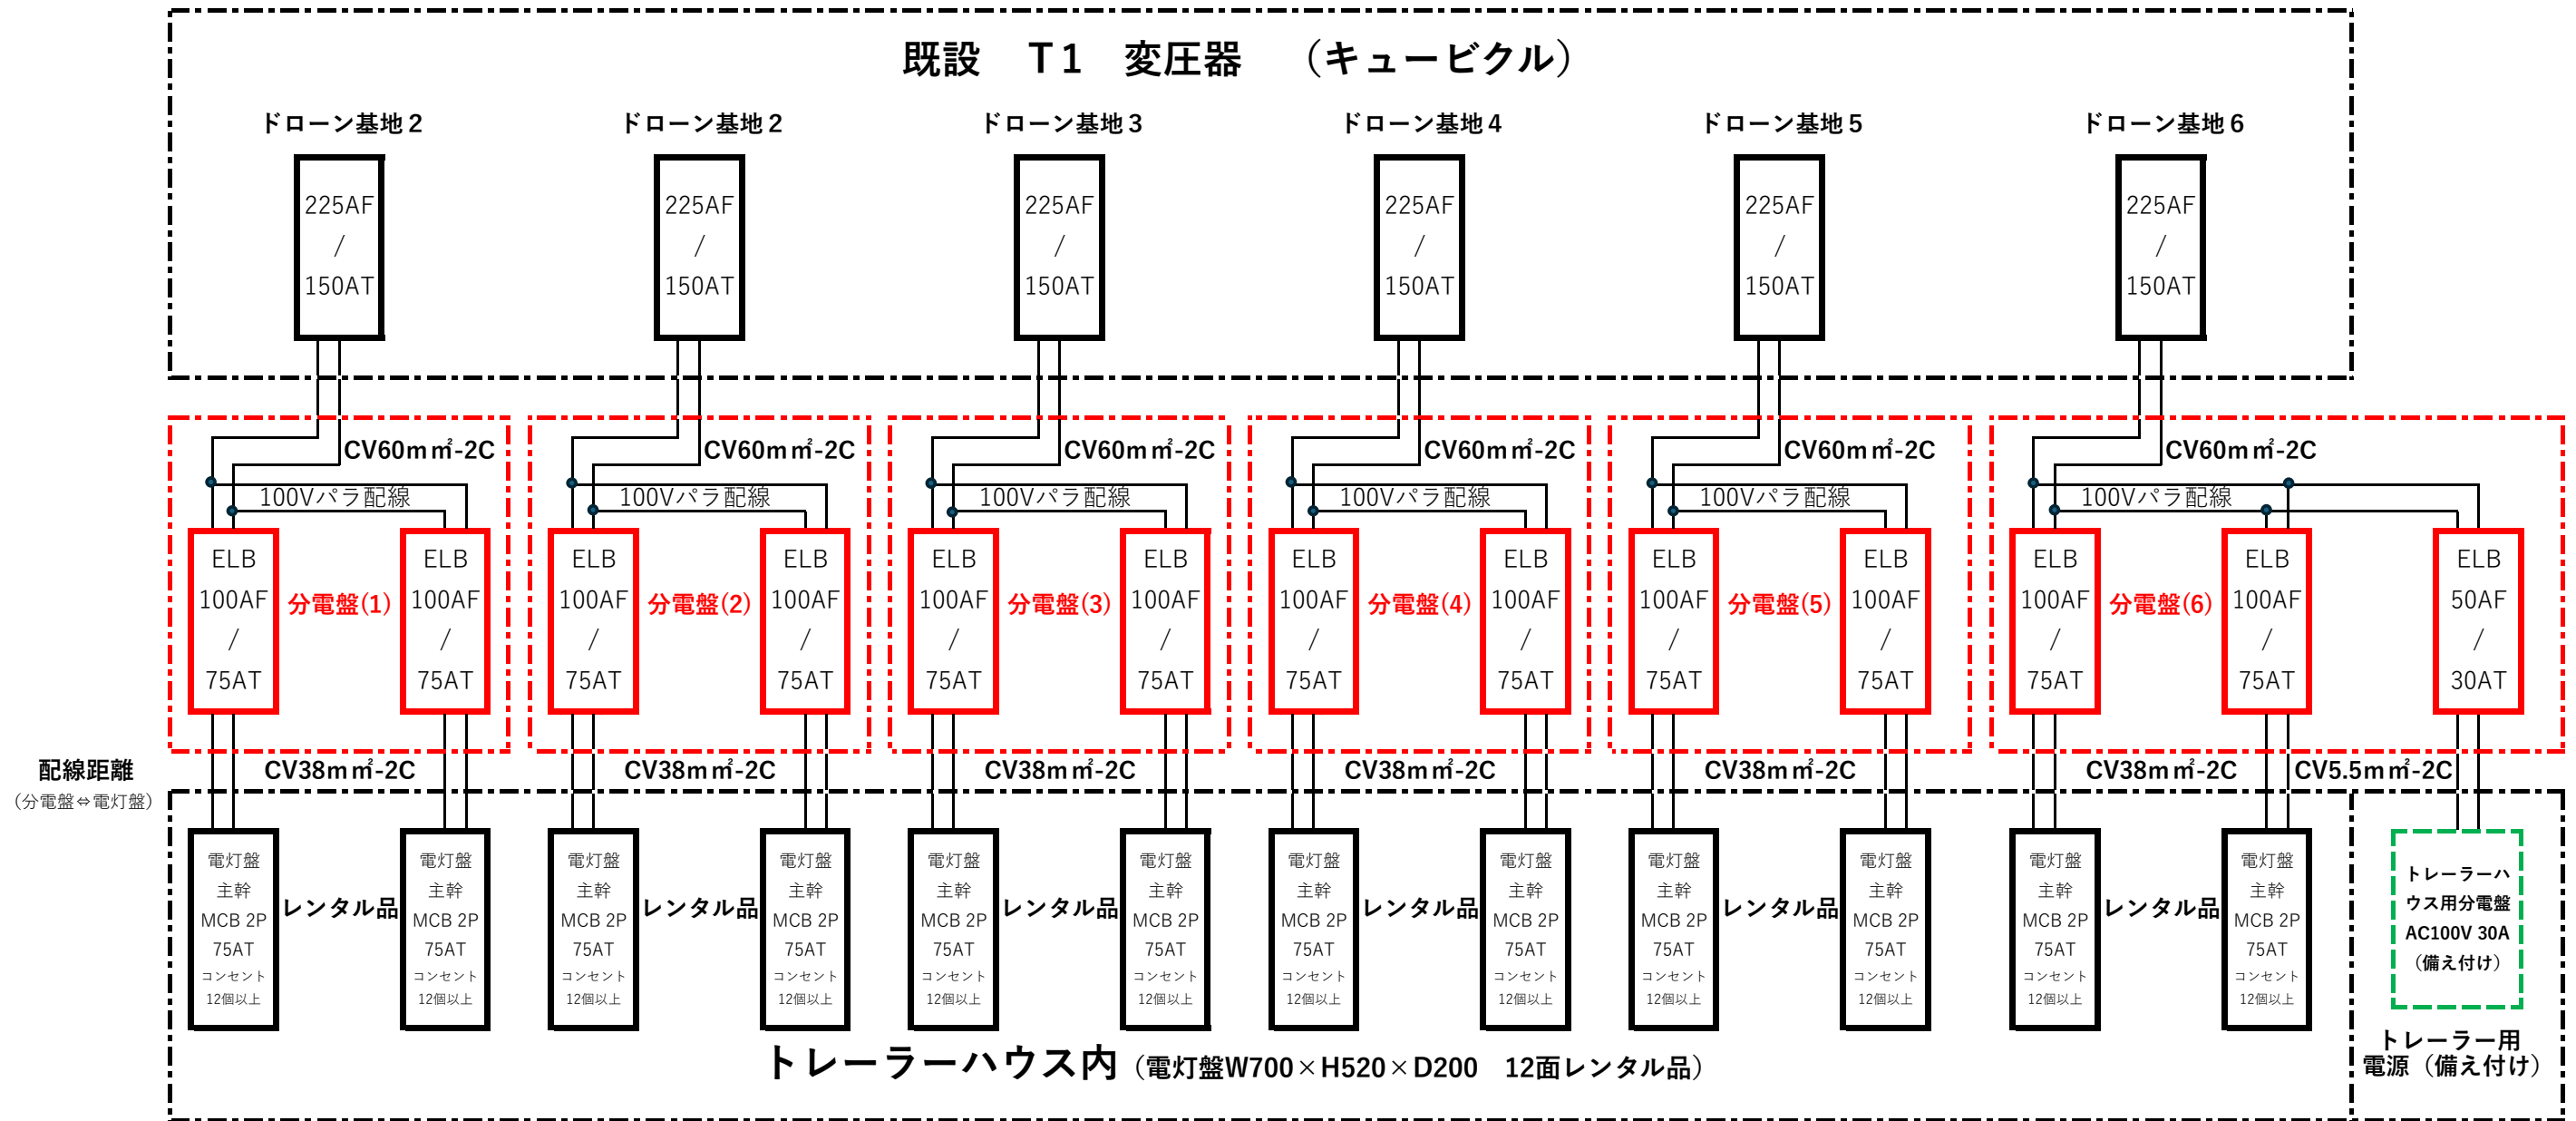 既設　T1　変圧器　（キュービクル）
ドローン基地2
ドローン基地2
ドローン基地3
ドローン基地4
ドローン基地5
ドローン基地6
225AF
/
150AT
225AF
/
150AT
225AF
/
150AT
225AF
/
150AT
225AF
/
150AT
225AF
/
150AT
CV60mm²-2C
CV60mm²-2C
CV60mm²-2C
CV60mm²-2C
CV60mm²-2C
CV60mm²-2C
100Vパラ配線
100Vパラ配線
100Vパラ配線
100Vパラ配線
100Vパラ配線
100Vパラ配線
ELB
100AF
/
75AT
分電盤(1)
ELB
100AF
/
75AT
ELB
100AF
/
75AT
分電盤(2)
ELB
100AF
/
75AT
ELB
100AF
/
75AT
分電盤(3)
ELB
100AF
/
75AT
ELB
100AF
/
75AT
分電盤(4)
ELB
100AF
/
75AT
ELB
100AF
/
75AT
分電盤(5)
ELB
100AF
/
75AT
ELB
100AF
/
75AT
分電盤(6)
ELB
100AF
/
75AT
ELB
50AF
/
30AT
配線距離
（分電盤⇔電灯盤）
CV38mm²-2C
CV38mm²-2C
CV38mm²-2C
CV38mm²-2C
CV38mm²-2C
CV38mm²-2C
CV5.5mm²-2C
電灯盤
主幹
MCB 2P
75AT
コンセント
12個以上
レンタル品
電灯盤
主幹
MCB 2P
75AT
コンセント
12個以上
電灯盤
主幹
MCB 2P
75AT
コンセント
12個以上
レンタル品
電灯盤
主幹
MCB 2P
75AT
コンセント
12個以上
電灯盤
主幹
MCB 2P
75AT
コンセント
12個以上
レンタル品
電灯盤
主幹
MCB 2P
75AT
コンセント
12個以上
電灯盤
主幹
MCB 2P
75AT
コンセント
12個以上
レンタル品
電灯盤
主幹
MCB 2P
75AT
コンセント
12個以上
電灯盤
主幹
MCB 2P
75AT
コンセント
12個以上
レンタル品
電灯盤
主幹
MCB 2P
75AT
コンセント
12個以上
電灯盤
主幹
MCB 2P
75AT
コンセント
12個以上
レンタル品
電灯盤
主幹
MCB 2P
75AT
コンセント
12個以上
トレーラーハ
ウス用分電盤
AC100V 30A
（備え付け）
トレーラー用
電源（備え付け）
トレーラーハウス内（電灯盤W700×H520×D200　12面レンタル品）